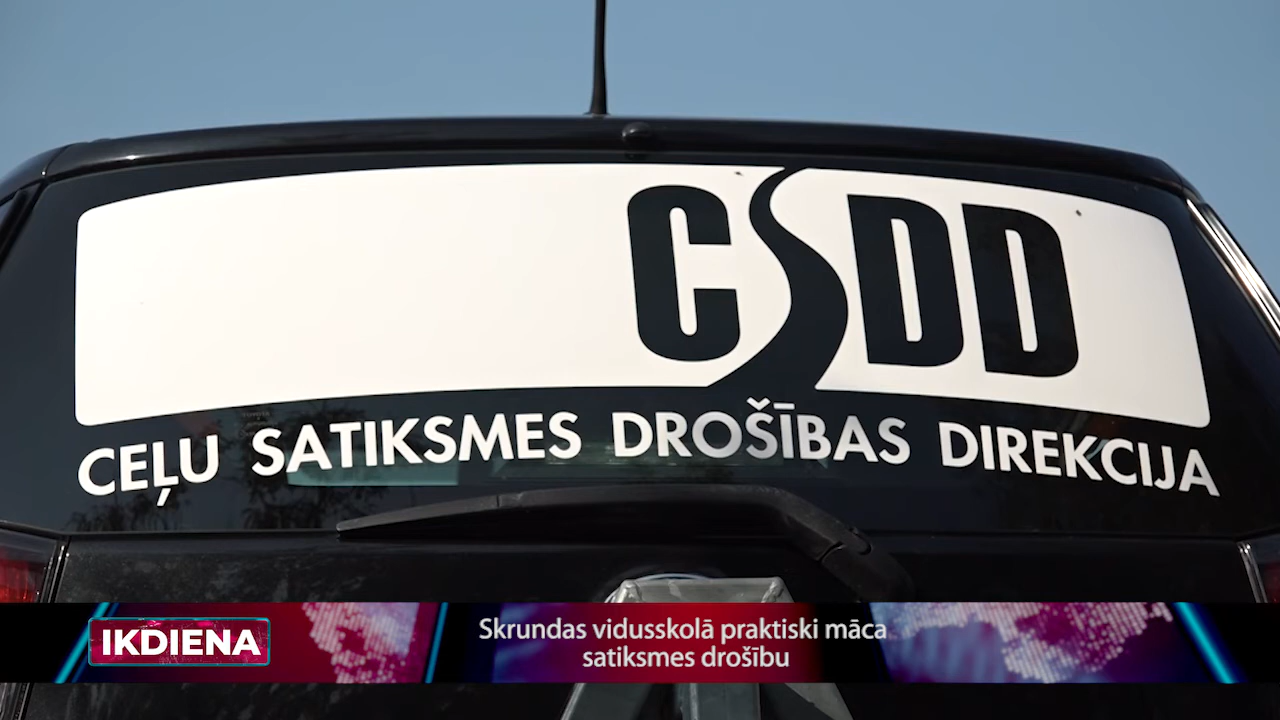 CSDD
CEĻU SATIKSMES DROŠĪBAS DIREKCIJA
IKDIENA
Skrundas vidusskolā praktiski māca
satiksmes drošību